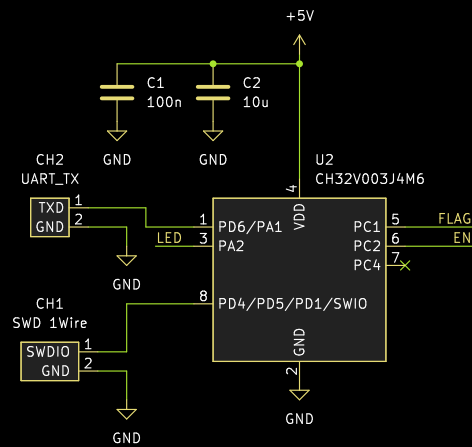 +5V
C1
100n
C2
10u
GND
GND
CH2
UART_TX
TXD
1
GND
2
GND
U2
CH32V003J4M6
4
VDD
1
PD6/PA1
LED
3
PA2
8
PD4/PD5/PD1/SWIO
PC1
5
FLAG
PC2
6
EN
PC4
7
GND
2
GND
CH1
SWD 1Wire
SWDIO
1
GND
2
GND